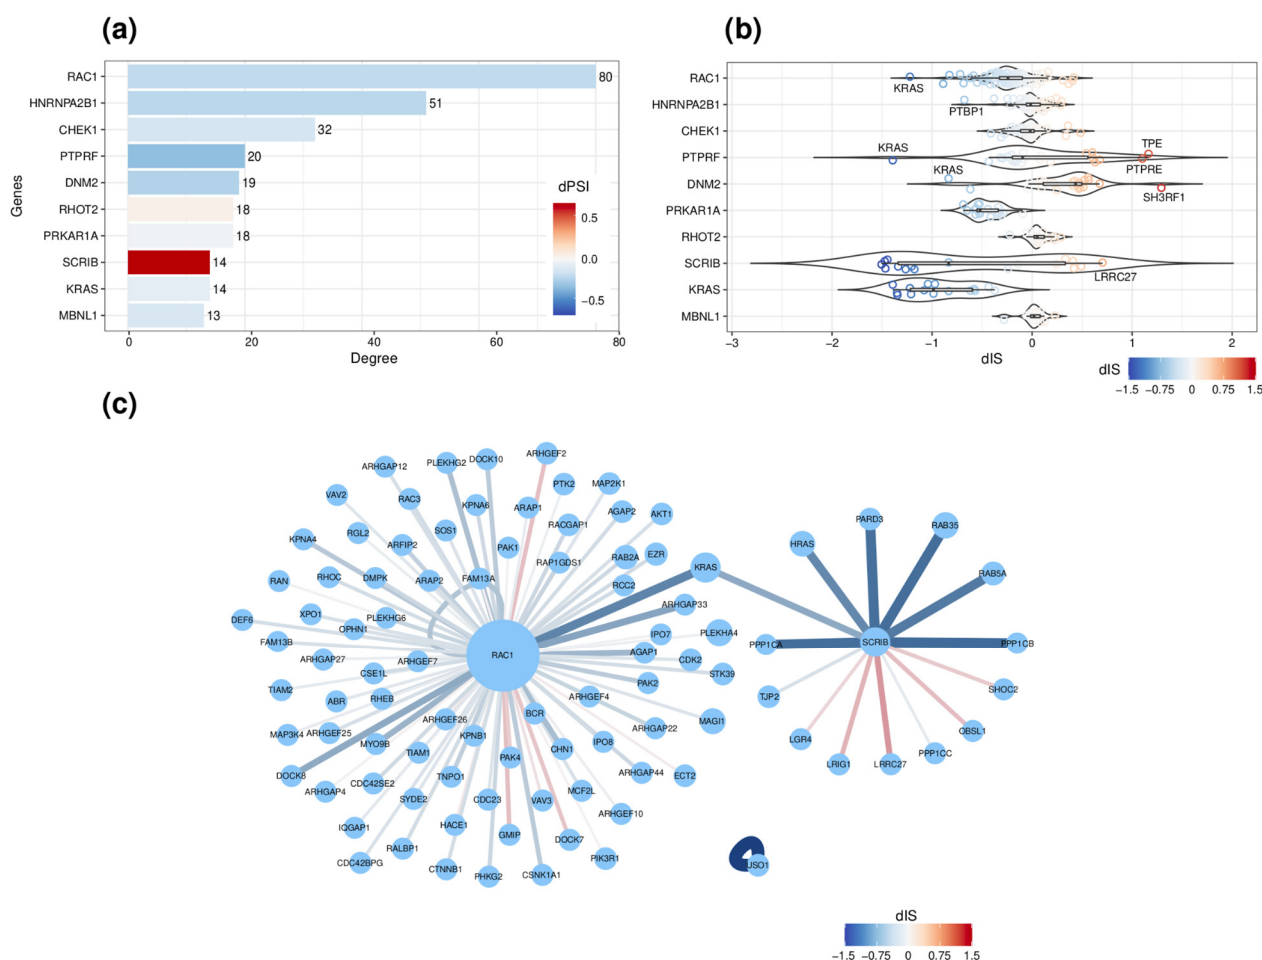 (a)
Genes
RAC1
80
HNRNPA2B1
51
CHEK1
32
PTPRF
20
DNM2
19
RHOT2
18
PRKAR1A
18
SCRIB
14
KRAS
14
MBNL1
13
0 20 40 60 80
Degree
dPSI
0.5
0.0
−0.5
(b)
RAC1
KRAS
HNRNPA2B1
PTBP1
CHEK1
KRAS
TPE
PTPRF
PTPRE
KRAS
DNM2
SH3RF1
PRKAR1A
RHOT2
SCRIB
LRRC27
KRAS
MBNL1
−3 −2 −1 0 1 2
dIS
dIS
−1.5 −0.75 0 0.75 1.5
(c)
ARHGEF2
DOCK10
PLEKHG2
ARHGAP12
PTK2
MAP2K1
VAV2
RAC3
KPNA6
ARAP1
AGAP2
AKT1
RACGAP1
RGL2
SOS1
KPNA4
ARFIP2
PAK1
RAP1GDS1
RAB2A
EZR
RAN
RHOC
DMPK
ARAP2
FAM13A
RCC2
KRAS
ARHGAP33
XPO1
DEF6
PLEKHG6
OPHN1
IPO7
PLEKHA4
FAM13B
RAC1
AGAP1
ARHGAP27
ARHGEF7
CDK2
CSE1L
STK39
PAK2
TIAM2
ABR
RHEB
ARHGEF4
BCR
ARHGEF26
MAGI1
ARHGAP22
MAP3K4
ARHGEF25
KPNB1
MYO9B
IPO8
TIAM1
CHN1
PAK4
DOCK8
ARHGAP44
ECT2
TNPO1
CDC42SE2
ARHGAP4
MCF2L
SYDE2
CDC23
VAV3
ARHGEF10
IQGAP1
HACE1
GMIP
DOCK7
RALBP1
CDC42BPG
PIK3R1
CTNNB1
PHKG2
CSNK1A1
PARD3
RAB35
HRAS
RAB5A
PPP1CA
SCRIB
PPP1CB
TJP2
SHOC2
LGR4
OBSL1
LRIG1
LRRC27
PPP1CC
USO1
dIS
−1.5 −0.75 0 0.75 1.5